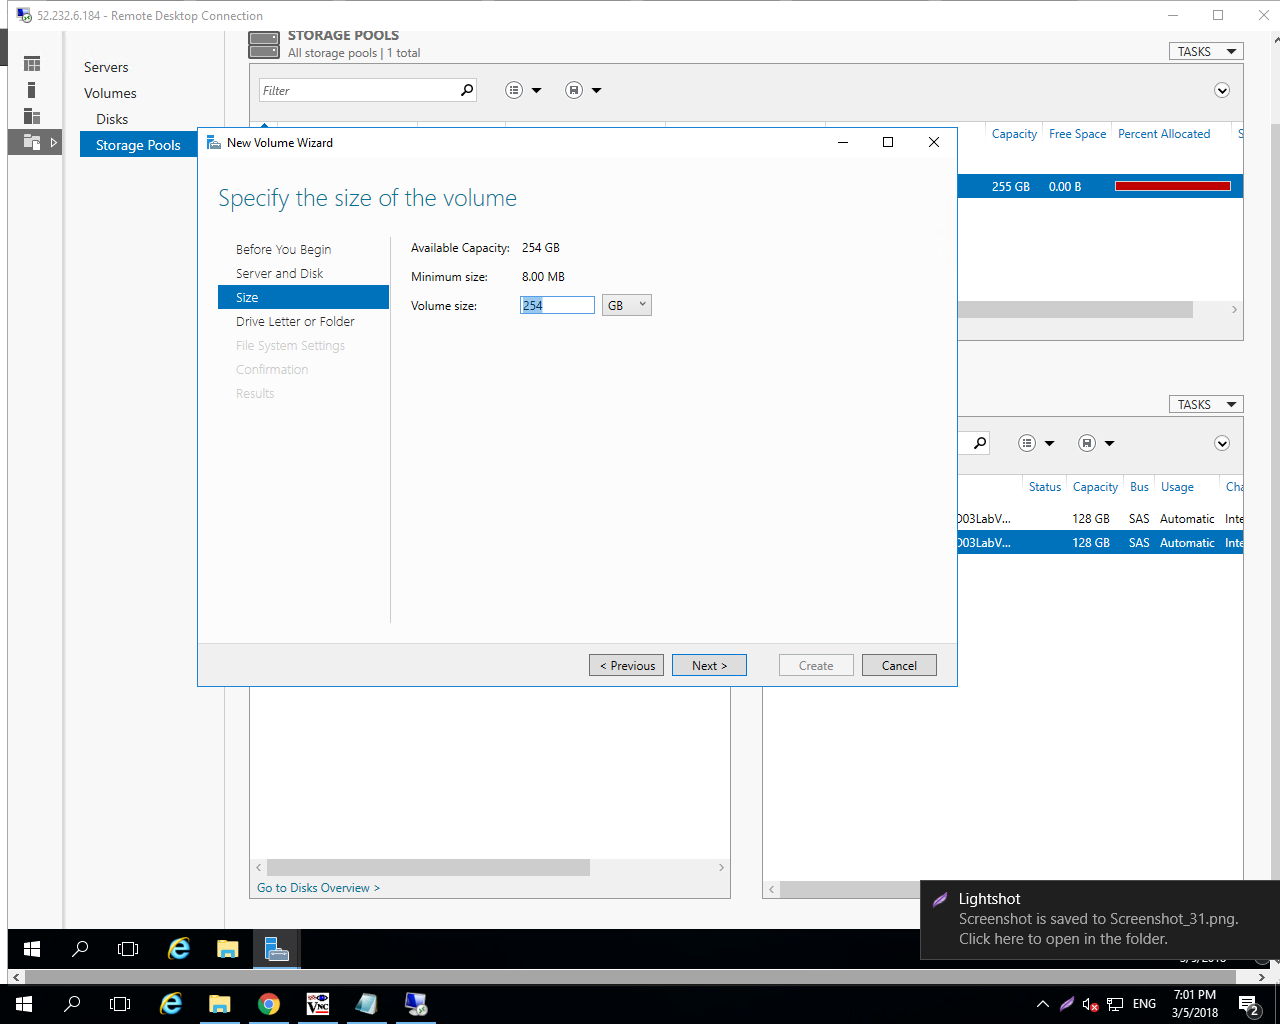 52.232.6.184 - Remote Desktop Connection
STORAGE POOLS
All storage pools | 1 total
TASKS
Servers
Volumes
Disks
Storage Pools
Filter
Capacity Free Space Percent Allocated S
255 GB 0.00 B
New Volume Wizard
Specify the size of the volume
Before You Begin
Server and Disk
Size
Drive Letter or Folder
File System Settings
Confirmation
Results
Available Capacity: 254 GB
Minimum size: 8.00 MB
Volume size: 254 GB
< Previous
Next >
Create
Cancel
TASKS
Status Capacity Bus Usage Cha
D03LabV... 128 GB SAS Automatic Inte
D03LabV... 128 GB SAS Automatic Inte
Go to Disks Overview >
Lightshot
Screenshot is saved to Screenshot_31.png.
Click here to open in the folder.
VNC
ENG
7:01 PM
3/5/2018
2